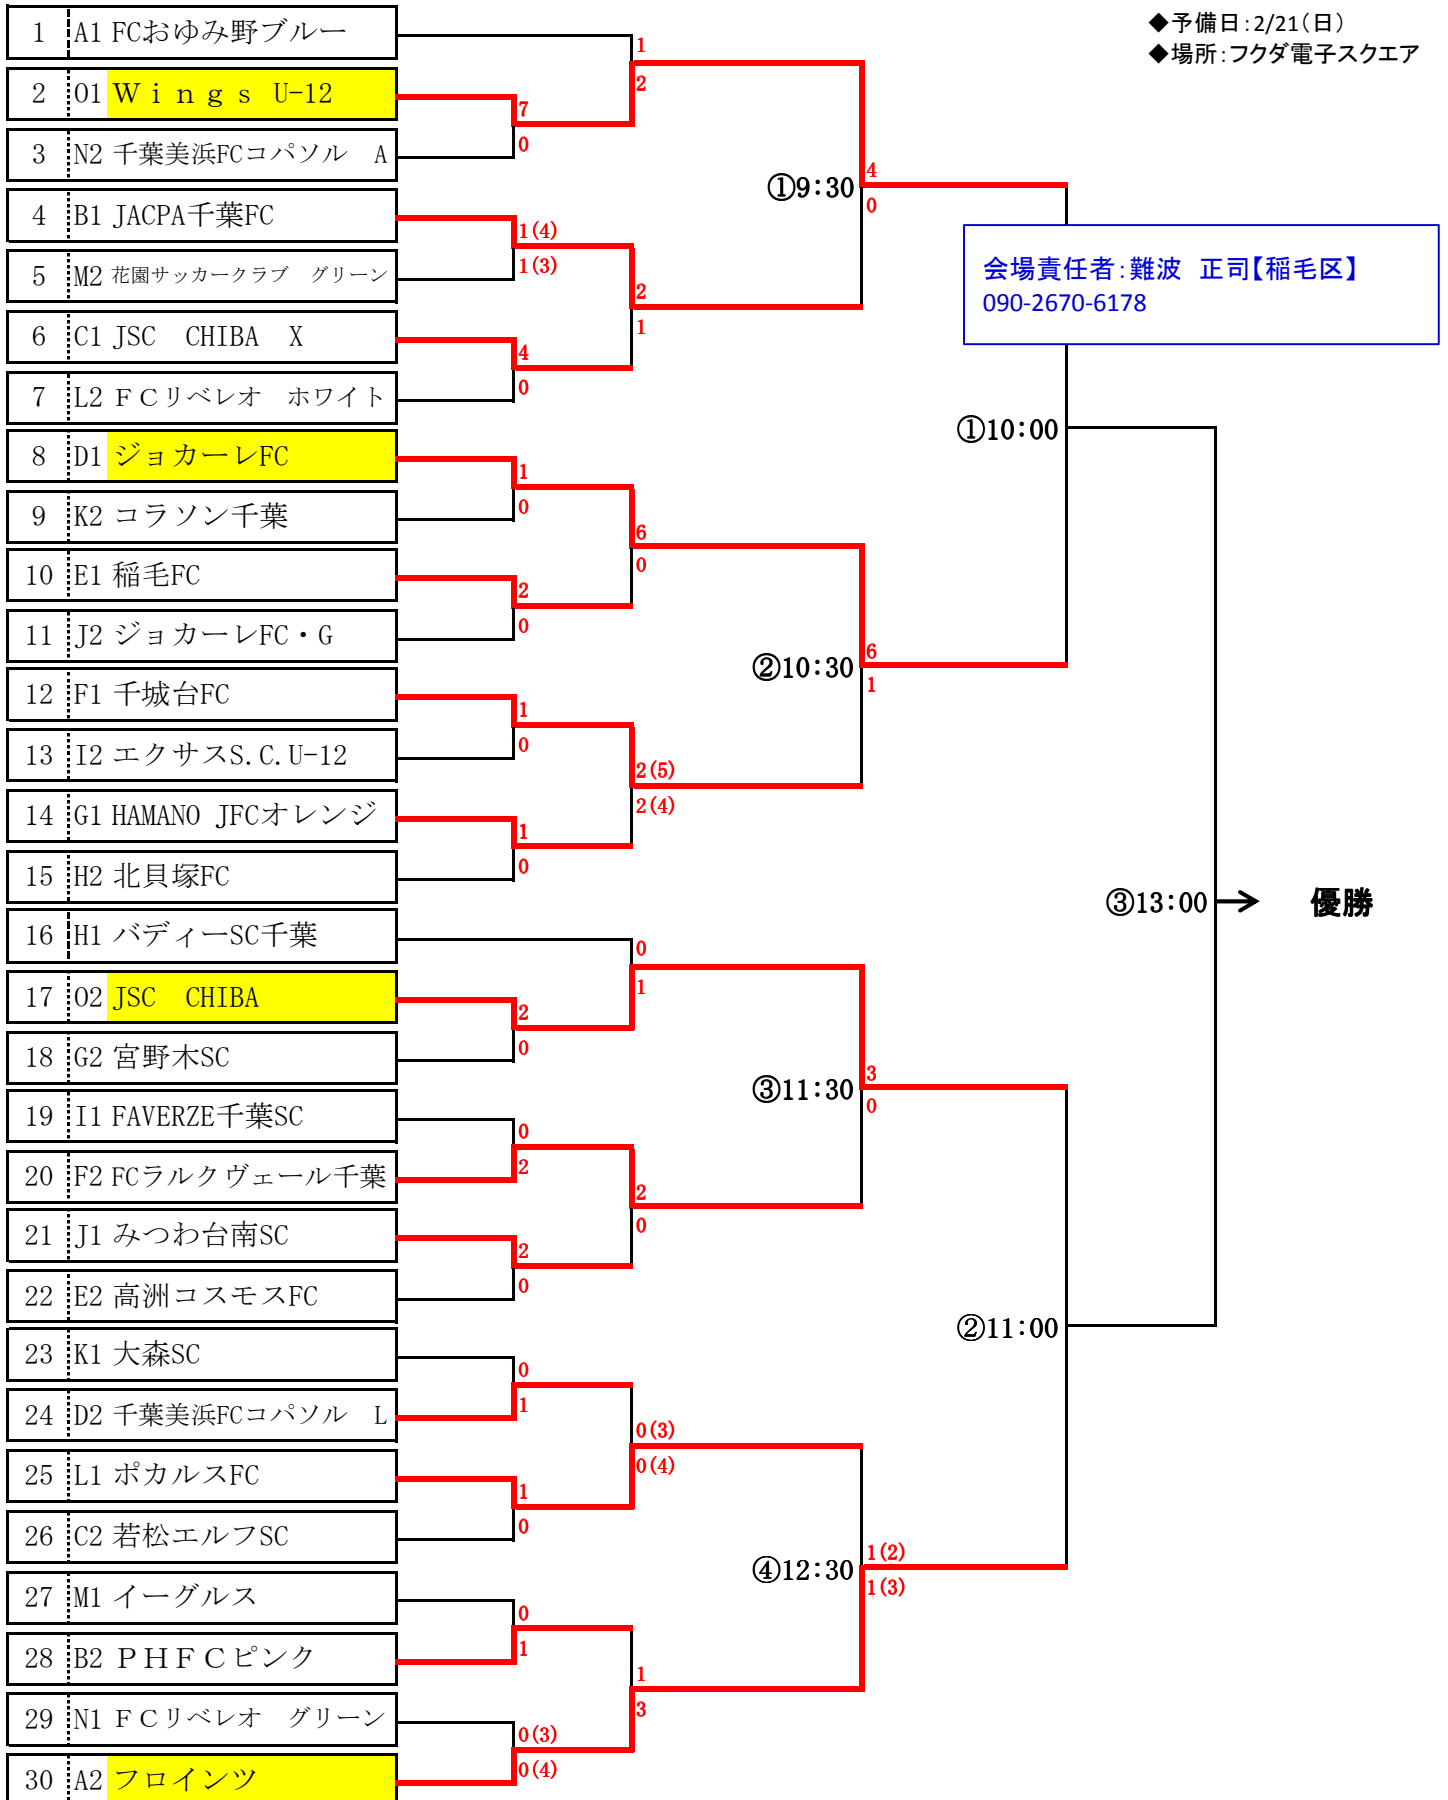 ◆予備日:2/21(日)
◆場所:フクダ電子スクエア
1 A1 FCおゆみ野ブルー
2 O1 Wings U-12
3 N2 千葉美浜FCコパソル A
4 B1 JACPA千葉FC
5 M2 花園サッカークラブ グリーン
6 C1 JSC CHIBA X
7 L2 FCリベレオ ホワイト
8 D1 ジョカーレFC
9 K2 コラソン千葉
10 E1 稲毛FC
11 J2 ジョカーレFC・G
12 F1 千城台FC
13 I2 エクサスS.C.U-12
14 G1 HAMANO JFCオレンジ
15 H2 北貝塚FC
16 H1 バディーSC千葉
17 O2 JSC CHIBA
18 G2 宮野木SC
19 I1 FAVERZE千葉SC
20 F2 FCラルクヴェール千葉
21 J1 みつわ台南SC
22 E2 高洲コスモスFC
23 K1 大森SC
24 D2 千葉美浜FCコパソル L
25 L1 ポカルスFC
26 C2 若松エルフSC
27 M1 イーグルス
28 B2 PHFCピンク
29 N1 FCリベレオ グリーン
30 A2 フロインツ
7
0
1(4)
1(3)
4
0
1
0
2
0
1
0
1
0
2
0
0
2
2
0
0
1
1
0
0
1
0(3)
0(4)
1
2
2
1
6
0
2(5)
2(4)
0
1
2
0
0(3)
0(4)
1
3
①9:30
4
0
②10:30
6
1
③11:30
3
0
④12:30
1(2)
1(3)
会場責任者:難波 正司【稲毛区】
090-2670-6178
①10:00
②11:00
③13:00
優勝